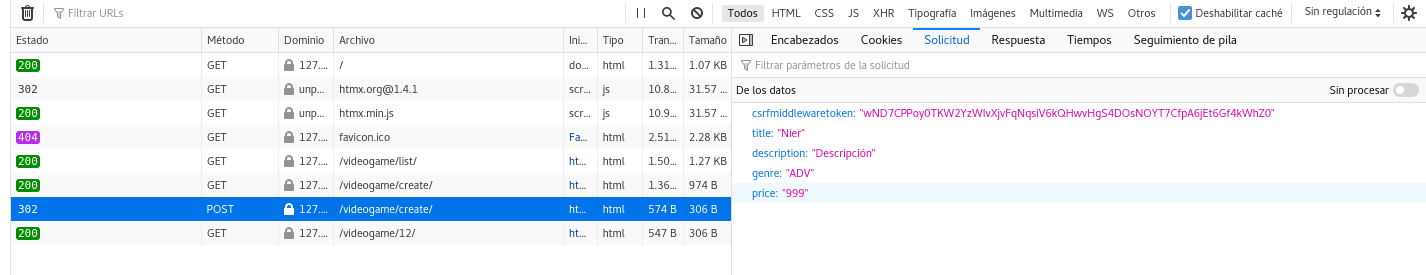 Filtrar URLs Todos HTML CSS JS XHR Tipografía Imágenes Multimedia WS Otros Deshabilitar caché Sin regulación
Estado Método Dominio Archivo Ini... Tipo Tran... Tamaño
200 GET 127.... / do... html 1.31... 1.07 KB
302 GET unp... htmx.org@1.4.1 scr... js 10.8... 31.57 ...
200 GET unp... htmx.min.js scr... js 10.9... 31.57 ...
404 GET 127.... favicon.ico Fa... html 2.51... 2.28 KB
200 GET 127.... /videogame/list/ ht... html 1.50... 1.27 KB
200 GET 127.... /videogame/create/ ht... html 1.36... 974 B
302 POST 127.... /videogame/create/ ht... html 574 B 306 B
200 GET 127.... /videogame/12/ ht... html 547 B 306 B
Encabezados Cookies Solicitud Respuesta Tiempos Seguimiento de pila
Filtrar parámetros de la solicitud
De los datos Sin procesar
csrfmiddlewaretoken: "wND7CPPoy0TKW2YzWlvXjvFqNqsiV6kQHwvHgS4DOsNOYT7CfpA6jEt6Gf4kWhZ0"
title: "Nier"
description: "Descripción"
genre: "ADV"
price: "999"